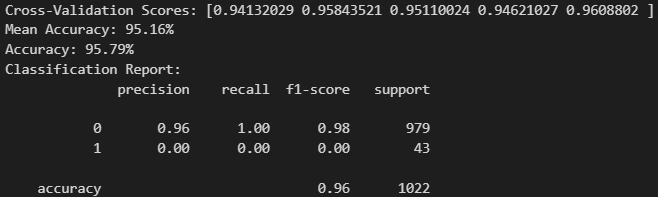 Cross-Validation Scores: [0.94132029 0.95843521 0.95110024 0.94621027 0.9608802 ]
Mean Accuracy: 95.16%
Accuracy: 95.79%
Classification Report:
precision recall f1-score support
0 0.96 1.00 0.98 979
1 0.00 0.00 0.00 43
accuracy 0.96 1022